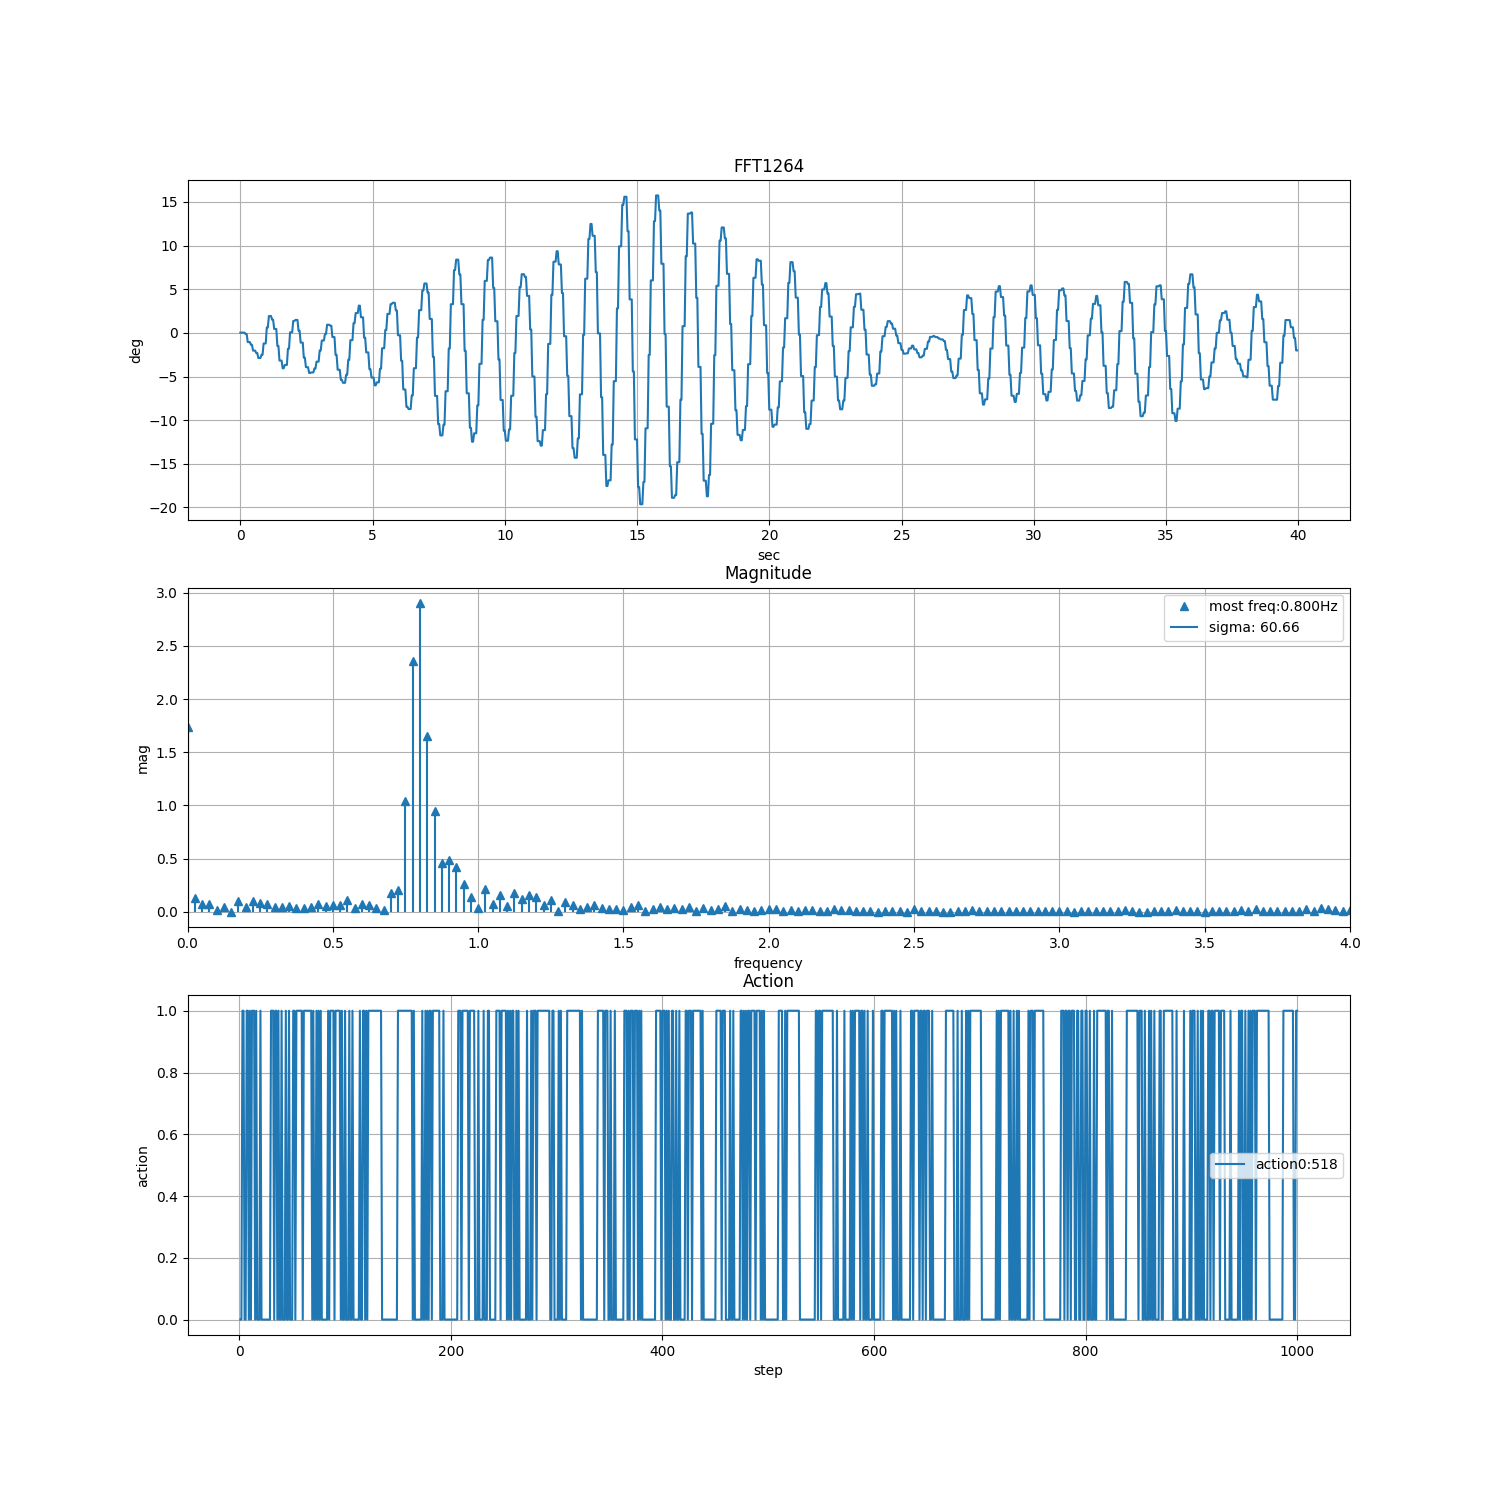 FFT1264
15
10
5
0
−5
−10
−15
−20
deg
0 5 10 15 20 25 30 35 40
sec
Magnitude
3.0
2.5
2.0
1.5
1.0
0.5
0.0
mag
most freq:0.800Hz
sigma: 60.66
0.0 0.5 1.0 1.5 2.0 2.5 3.0 3.5 4.0
frequency
Action
1.0
0.8
0.6
0.4
0.2
0.0
action
action0:518
0 200 400 600 800 1000
step